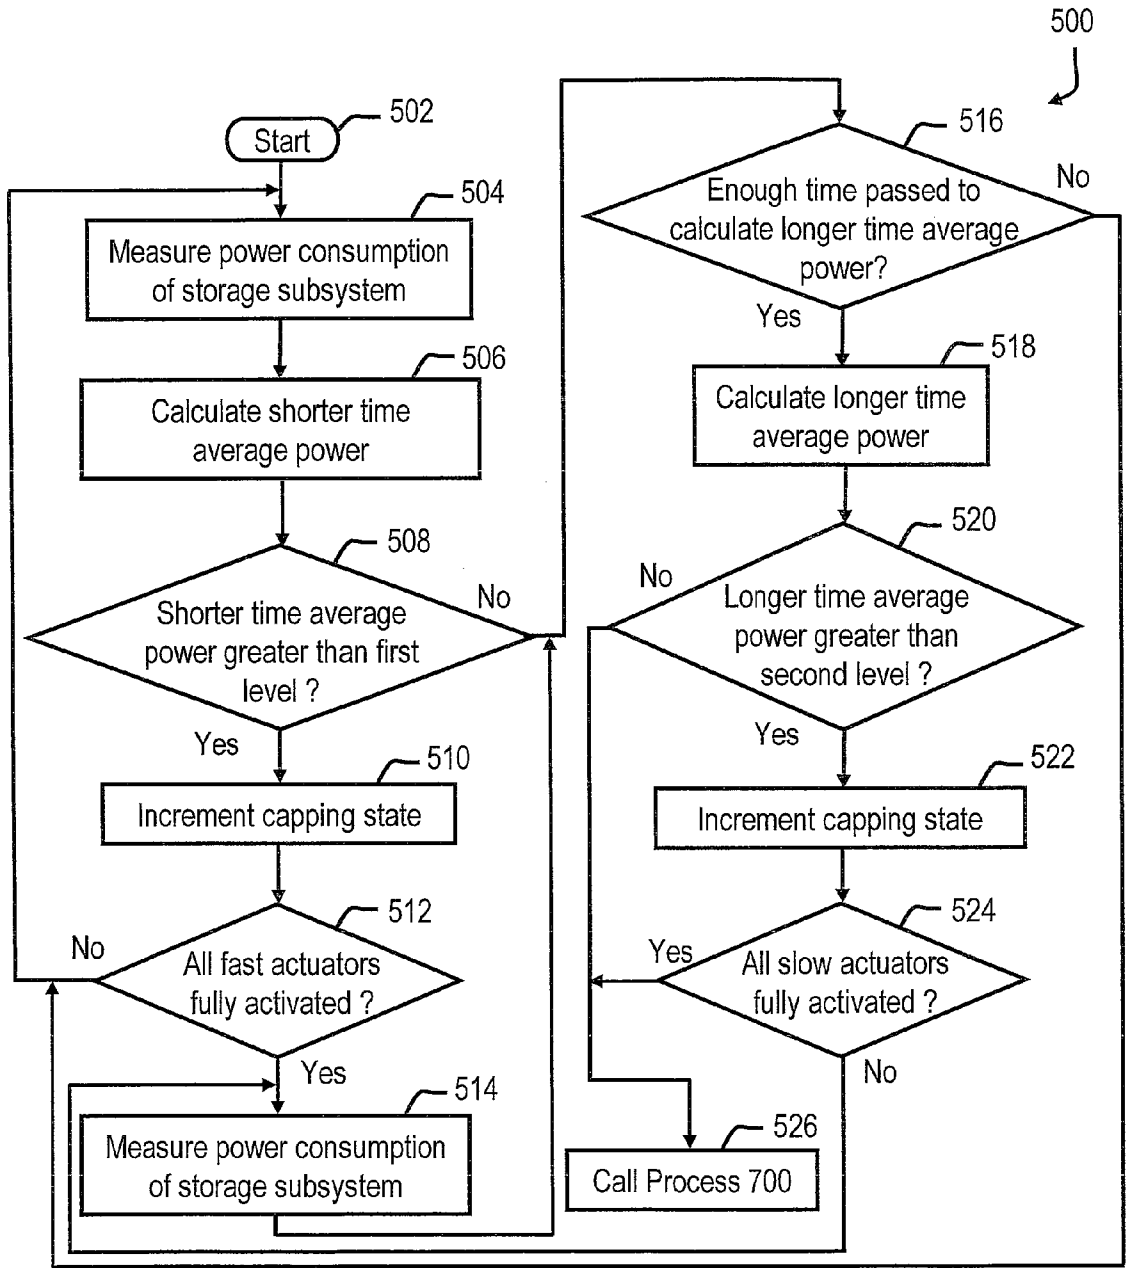 500
Start
502
504
Measure power consumption
of storage subsystem
506
Calculate shorter time
average power
508
Shorter time average
power greater than first
level ?
No
Yes
510
Increment capping state
512
All fast actuators
fully activated ?
No
Yes
514
Measure power consumption
of storage subsystem
516
Enough time passed to
calculate longer time average
power?
No
Yes
518
Calculate longer time
average power
520
Longer time average
power greater than
second level ?
No
Yes
522
Increment capping state
524
All slow actuators
fully activated ?
Yes
No
526
Call Process 700